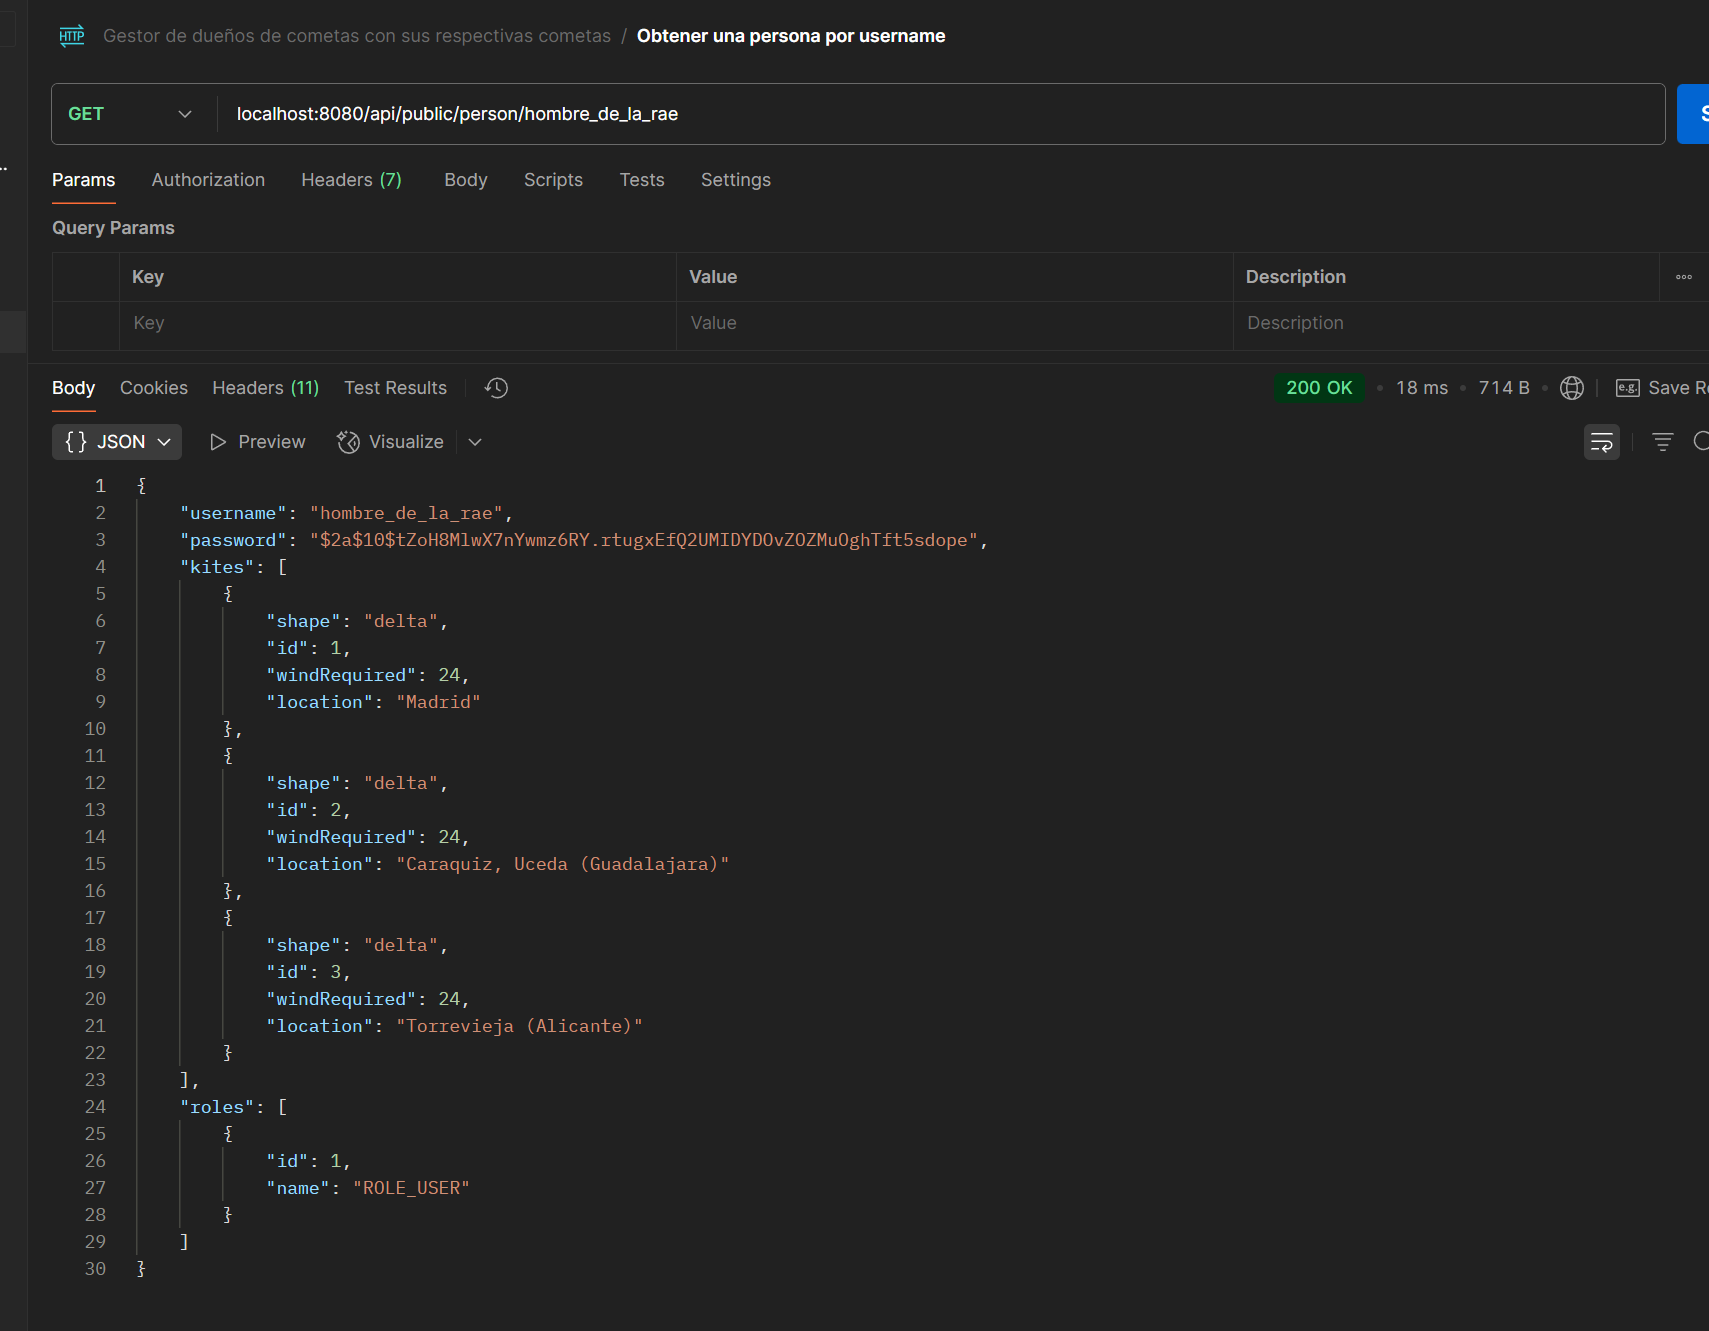 HTTP Gestor de dueños de cometas con sus respectivas cometas / Obtener una persona por username
GET localhost:8080/api/public/person/hombre_de_la_rae S
Params Authorization Headers (7) Body Scripts Tests Settings
Query Params
Key Value Description
Key Value Description
Body Cookies Headers (11) Test Results 200 OK • 18 ms • 714 B • e.g. Save R
{} JSON Preview Visualize
1 {
2 "username": "hombre_de_la_rae",
3 "password": "$2a$10$tZoH8MlwX7nYwmz6RY.rtugxEfQ2UMIDYDOvZOZMuOghTft5sdope",
4 "kites": [
5 {
6 "shape": "delta",
7 "id": 1,
8 "windRequired": 24,
9 "location": "Madrid"
10 },
11 {
12 "shape": "delta",
13 "id": 2,
14 "windRequired": 24,
15 "location": "Caraquiz, Uceda (Guadalajara)"
16 },
17 {
18 "shape": "delta",
19 "id": 3,
20 "windRequired": 24,
21 "location": "Torrevieja (Alicante)"
22 }
23 ],
24 "roles": [
25 {
26 "id": 1,
27 "name": "ROLE_USER"
28 }
29 ]
30 }